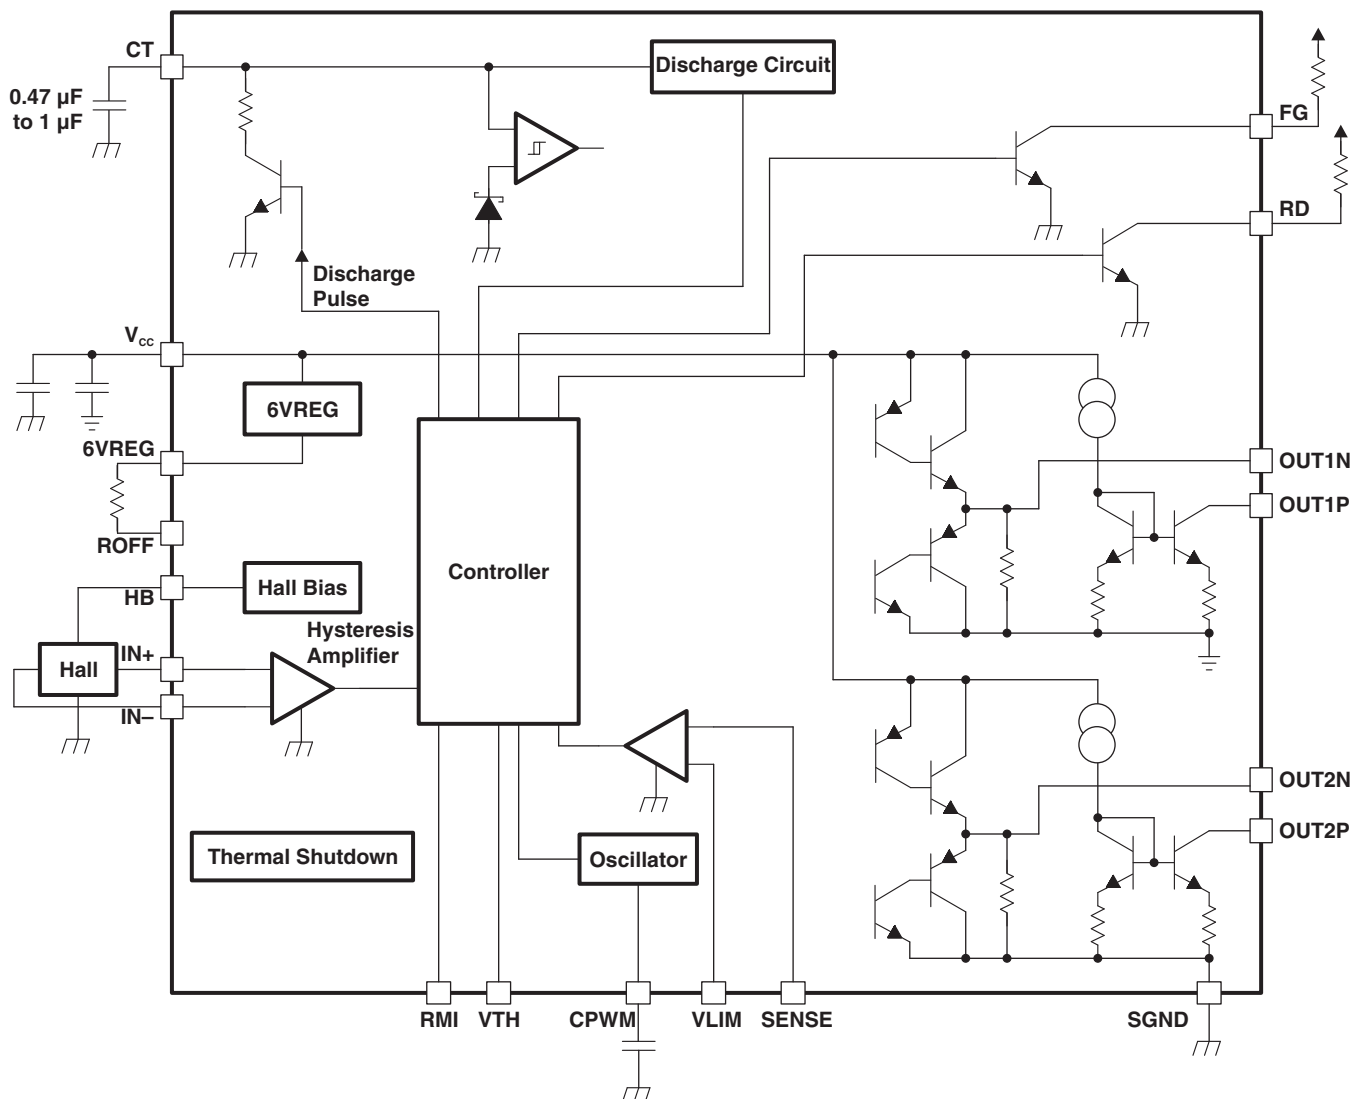 CT
Discharge Circuit
0.47 µF
to 1 µF
FG
RD
Discharge
Pulse
VCC
6VREG
6VREG
OUT1N
OUT1P
ROFF
Controller
Hall Bias
HB
Hysteresis
Amplifier
IN+
Hall
IN–
OUT2N
OUT2P
Thermal Shutdown
Oscillator
RMI
VTH
CPWM
VLIM
SENSE
SGND